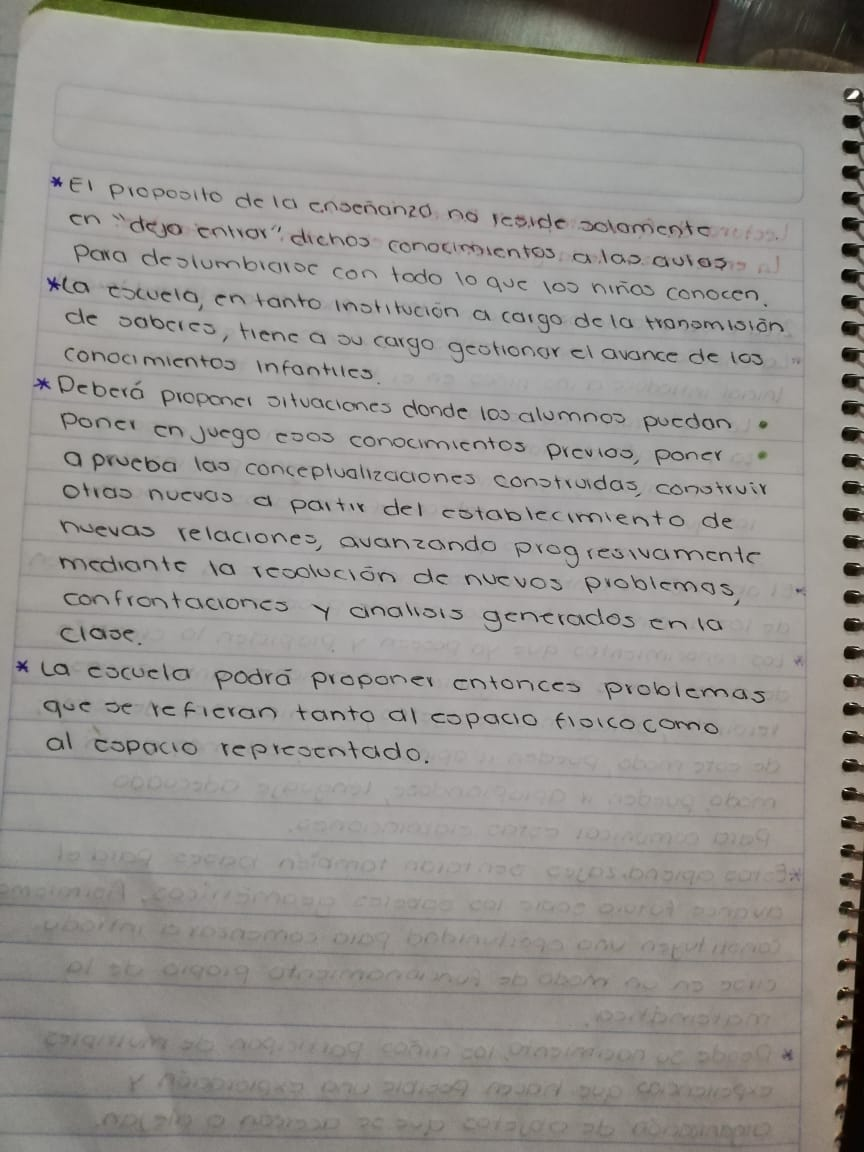 *El proposito de la enseñanza no reside solamente
en "deja entrar" dichos conocimientos a las aulas
para deslumbrarse con todo lo que los niños conocen.
*La escuela, en tanto institución a cargo de la transmisión
de saberes, tiene a su cargo gestionar el avance de los
conocimientos infantiles.
*Deberá proponer situaciones donde los alumnos puedan
poner en juego esos conocimientos previos, poner
a prueba las conceptualizaciones construidas, construir
otras nuevas a partir del establecimiento de
nuevas relaciones, avanzando progresivamente
mediante la resolución de nuevos problemas,
confrontaciones y analisis generados en la
clase.
*La escuela podrá proponer entonces problemas
que se refieran tanto al espacio fisico como
al espacio representado.